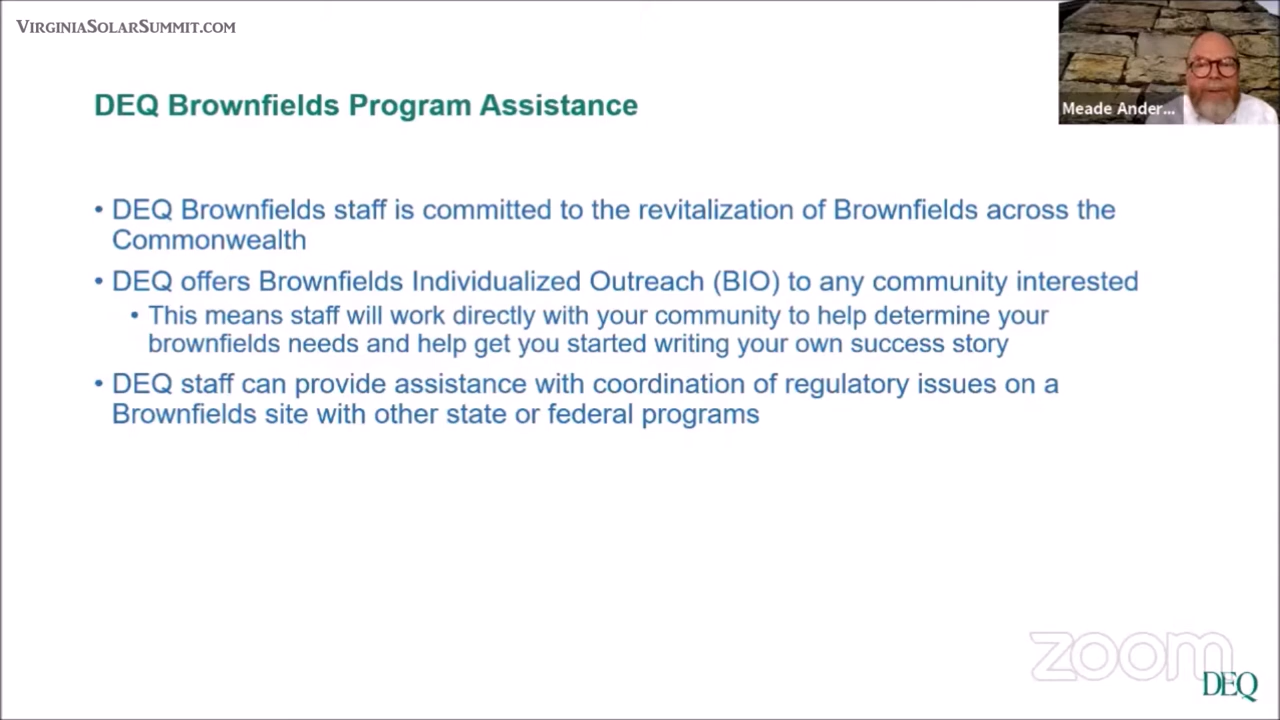 VIRGINIASOLARSUMMIT.COM
Meade Ander...
DEQ Brownfields Program Assistance
• DEQ Brownfields staff is committed to the revitalization of Brownfields across the
Commonwealth
• DEQ offers Brownfields Individualized Outreach (BIO) to any community interested
• This means staff will work directly with your community to help determine your
brownfields needs and help get you started writing your own success story
• DEQ staff can provide assistance with coordination of regulatory issues on a
Brownfields site with other state or federal programs
zoom
DEQ